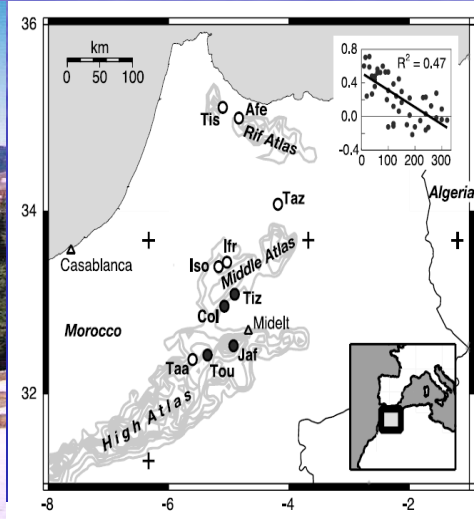 36
km
0 50 100
0.8
R² = 0.47
0.4
0.0
-0.4
0 100 200 300
Tis
Afe
Rif Atlas
34
Taz
Algeria
Casablanca
Ifr
Iso
Middle Atlas
Tiz
Col
Midelt
Morocco
Jaf
Taa
Tou
32
High Atlas
-8 -6 -4 -2